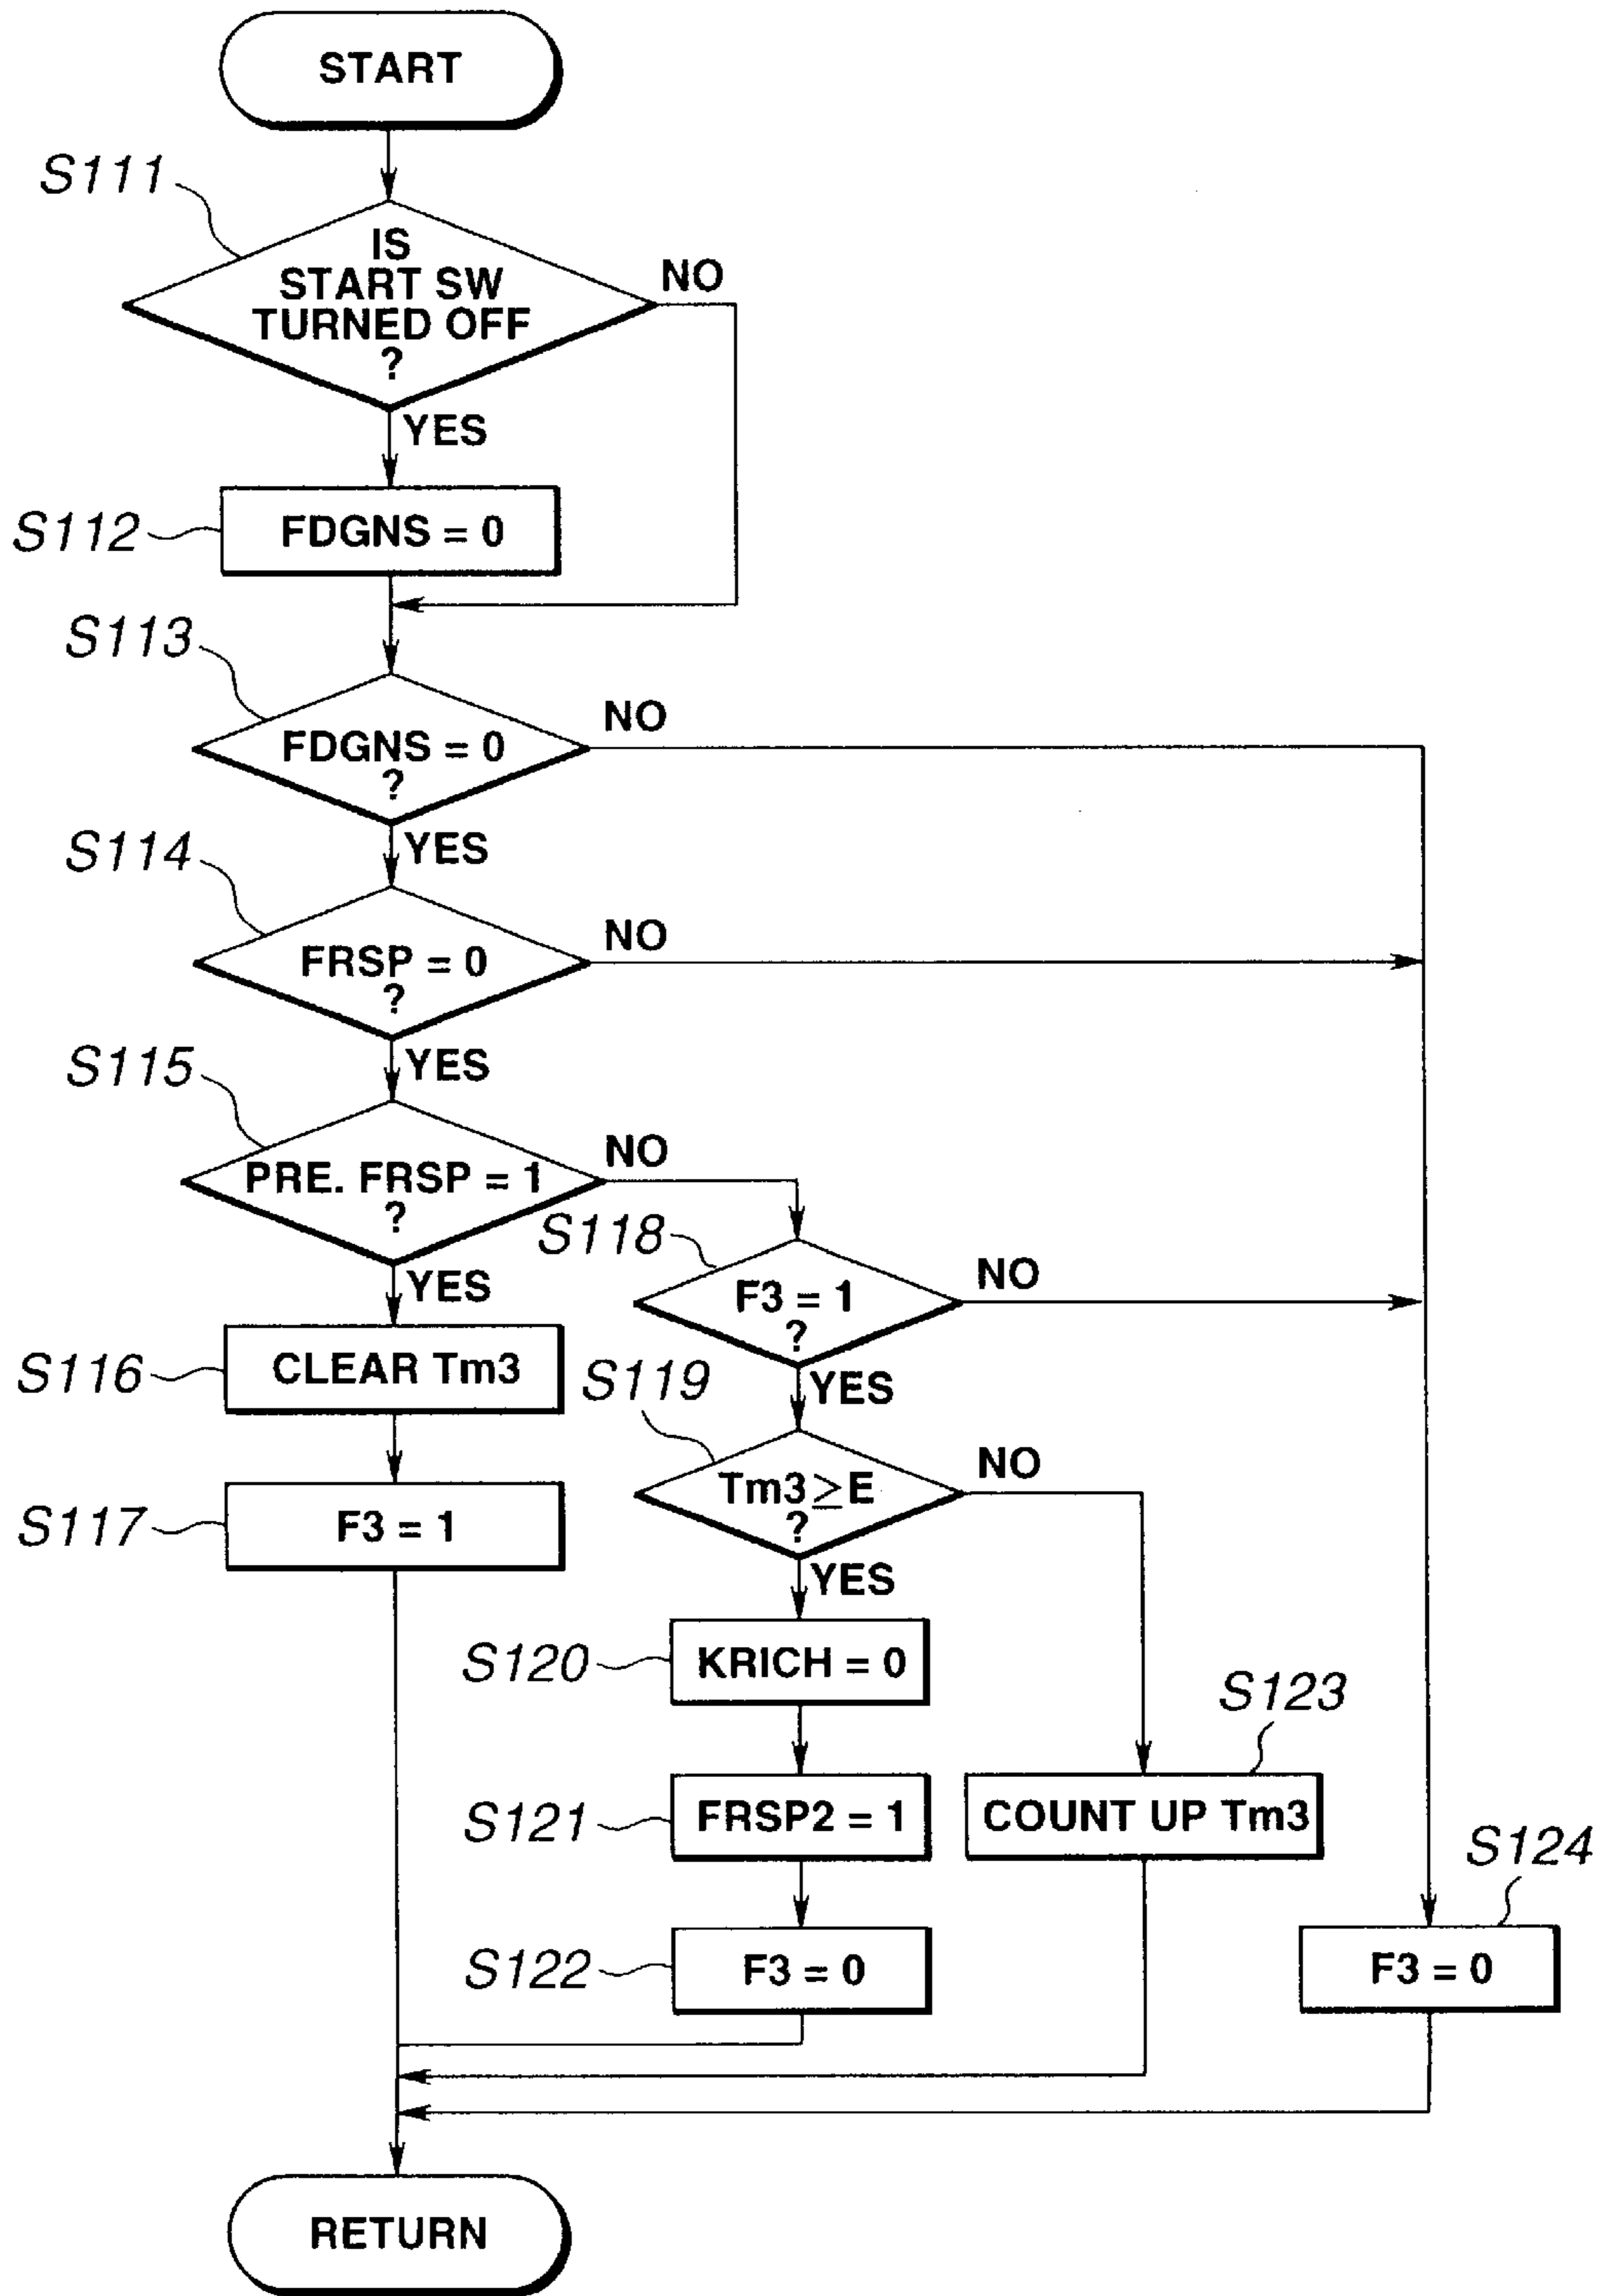 START
S111
IS
START SW
TURNED OFF
?
NO
YES
S112
FDGNS = 0
S113
FDGNS = 0
?
NO
YES
S114
FRSP = 0
?
NO
YES
S115
PRE. FRSP = 1
?
NO
YES
S118
F3 = 1
?
NO
YES
S116
CLEAR Tm3
S119
Tm3≥E
?
NO
YES
S117
F3 = 1
S120
KRICH = 0
S123
COUNT UP Tm3
S121
FRSP2 = 1
S124
F3 = 0
S122
F3 = 0
RETURN